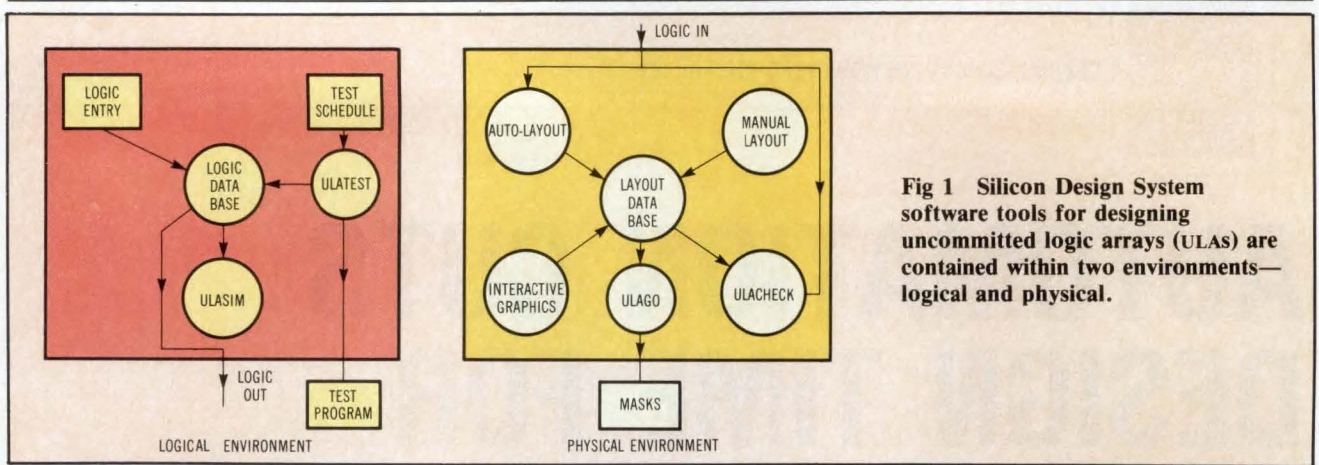 LOGIC
ENTRY
TEST
SCHEDULE
LOGIC
DATA
BASE
ULATEST
ULASIM
LOGIC
OUT
TEST
PROGRAM
LOGICAL ENVIRONMENT
LOGIC IN
AUTO-LAYOUT
MANUAL
LAYOUT
LAYOUT
DATA
BASE
INTERACTIVE
GRAPHICS
ULAGO
ULACHECK
MASKS
PHYSICAL ENVIRONMENT
Fig 1 Silicon Design System
software tools for designing
uncommitted logic arrays (ULAs) are
contained within two environments—
logical and physical.